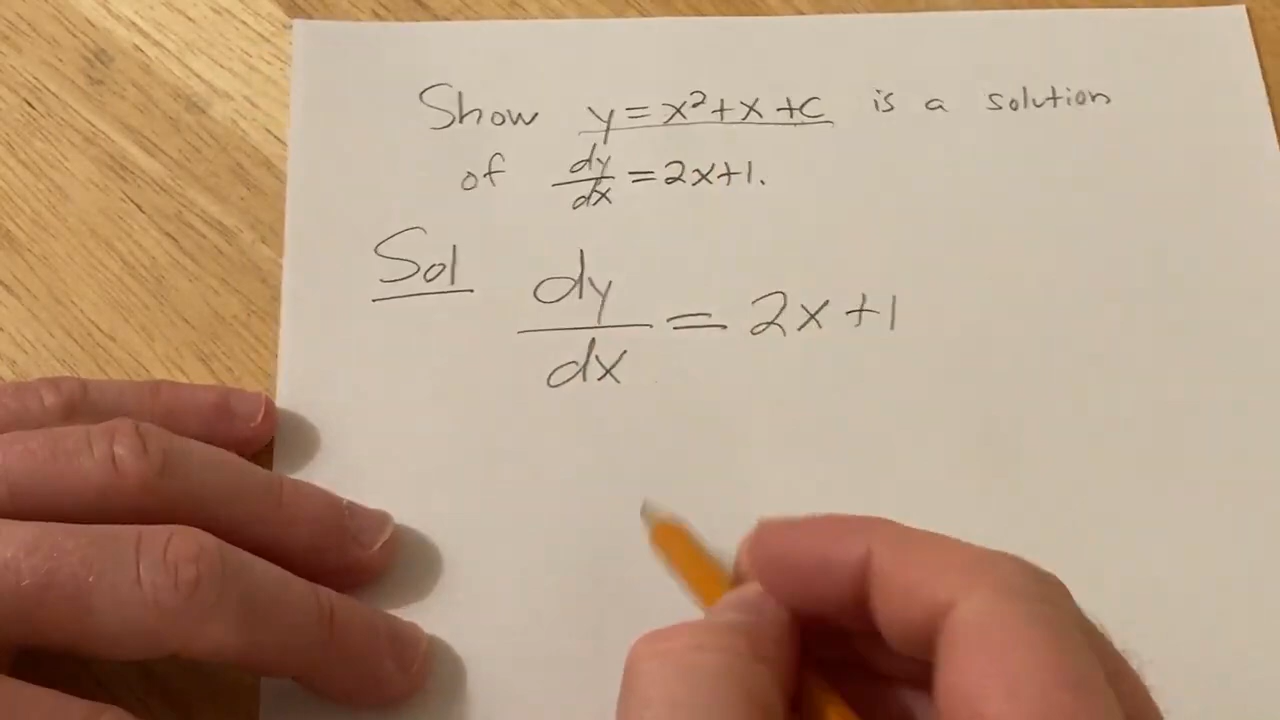 Show y = x² + x + C is a solution
of dy/dx = 2x+1.
Sol dy/dx = 2x+1